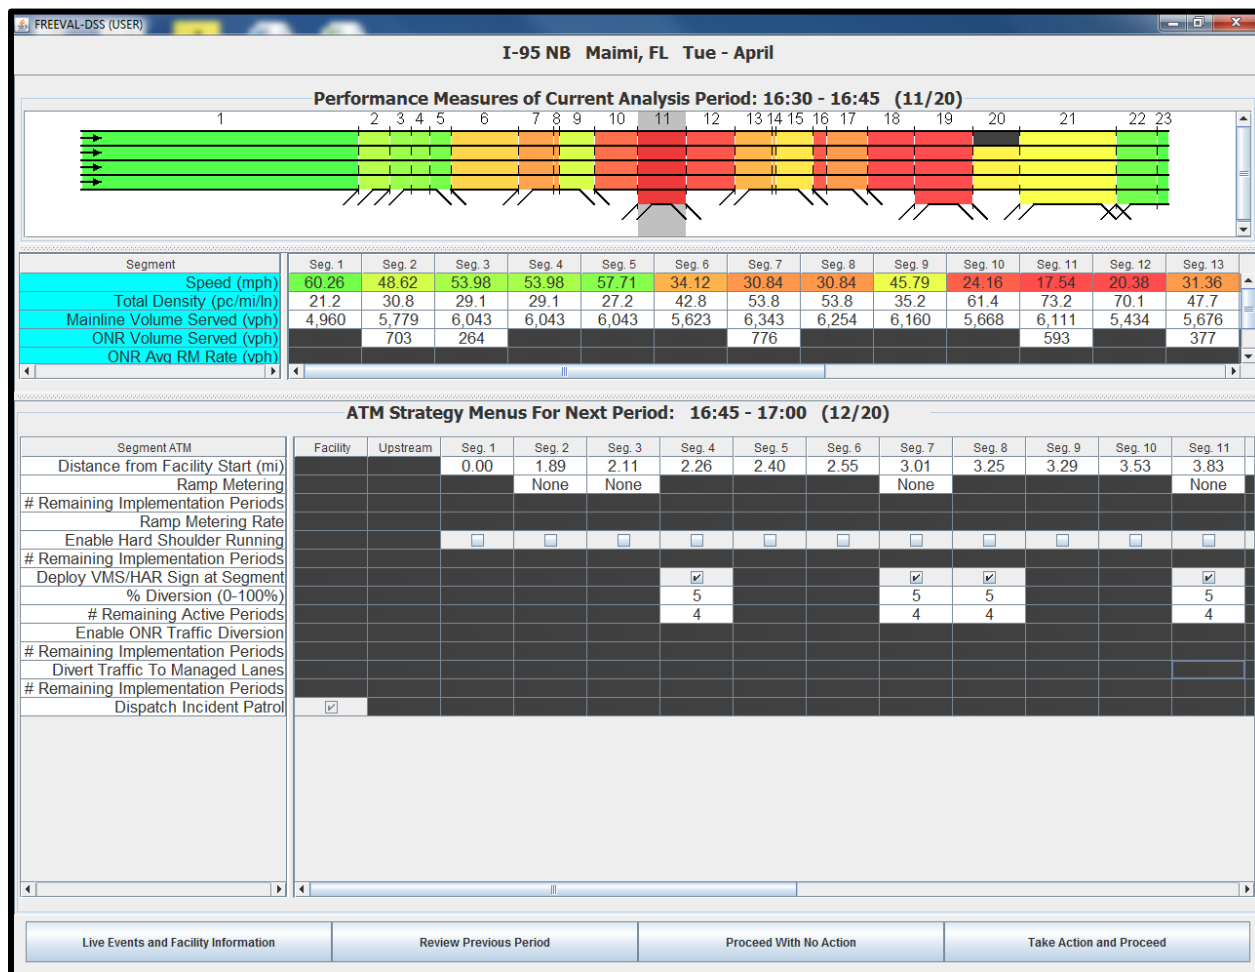 FREEVAL-DSS (USER)
I-95 NB Maimi, FL Tue - April
Performance Measures of Current Analysis Period: 16:30 - 16:45 (11/20)
1 2 3 4 5 6 7 8 9 10 11 12 13 14 15 16 17 18 19 20 21 22 23
Segment Seg. 1 Seg. 2 Seg. 3 Seg. 4 Seg. 5 Seg. 6 Seg. 7 Seg. 8 Seg. 9 Seg. 10 Seg. 11 Seg. 12 Seg. 13
Speed (mph) 60.26 48.62 53.98 53.98 57.71 34.12 30.84 30.84 45.79 24.16 17.54 20.38 31.36
Total Density (pc/mi/ln) 21.2 30.8 29.1 29.1 27.2 42.8 53.8 53.8 35.2 61.4 73.2 70.1 47.7
Mainline Volume Served (vph) 4,960 5,779 6,043 6,043 6,043 5,623 6,343 6,254 6,160 5,668 6,111 5,434 5,676
ONR Volume Served (vph) 703 264 776 593 377
ONR Avg RM Rate (vph)
ATM Strategy Menus For Next Period: 16:45 - 17:00 (12/20)
Segment ATM Facility Upstream Seg. 1 Seg. 2 Seg. 3 Seg. 4 Seg. 5 Seg. 6 Seg. 7 Seg. 8 Seg. 9 Seg. 10 Seg. 11
Distance from Facility Start (mi) 0.00 1.89 2.11 2.26 2.40 2.55 3.01 3.25 3.29 3.53 3.83
Ramp Metering None None None None
# Remaining Implementation Periods
Ramp Metering Rate
Enable Hard Shoulder Running
# Remaining Implementation Periods
Deploy VMS/HAR Sign at Segment
% Diversion (0-100%) 5 5 5 5
# Remaining Active Periods 4 4 4 4
Enable ONR Traffic Diversion
# Remaining Implementation Periods
Divert Traffic To Managed Lanes
# Remaining Implementation Periods
Dispatch Incident Patrol
Live Events and Facility Information Review Previous Period Proceed With No Action Take Action and Proceed